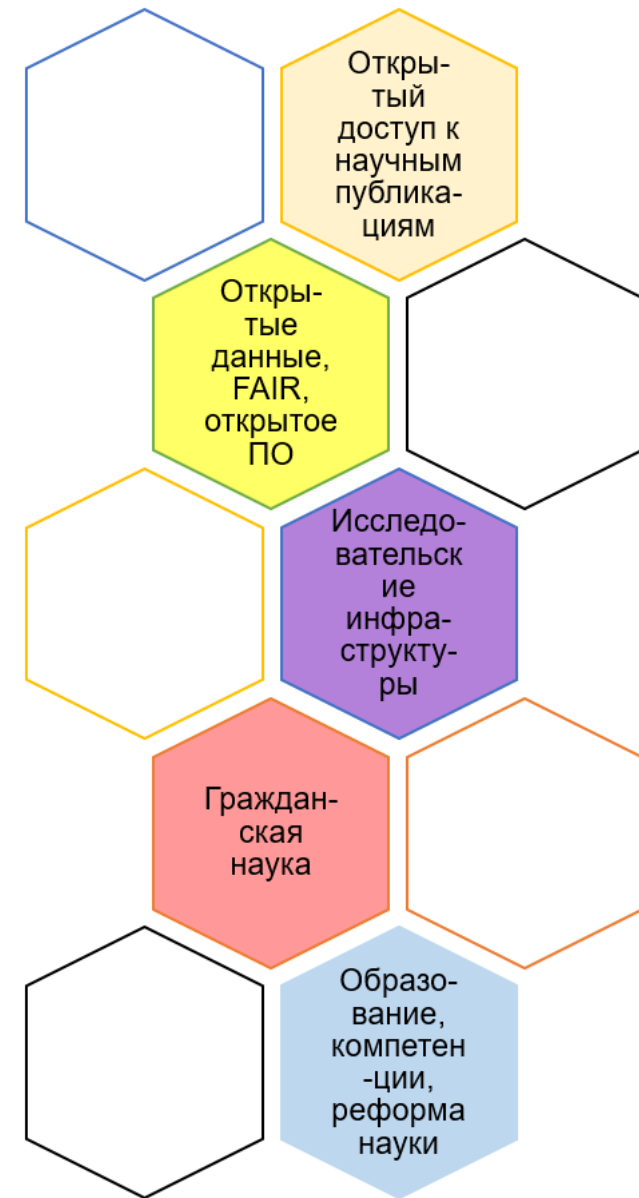 Откры-
тый
доступ к
научным
публика-
циям
Откры-
тые
данные,
FAIR,
открытое
ПО
Исследо-
вательск
ие
инфра-
структу-
ры
Граждан-
ская
наука
Образо-
вание,
компетен
-ции,
реформа
науки